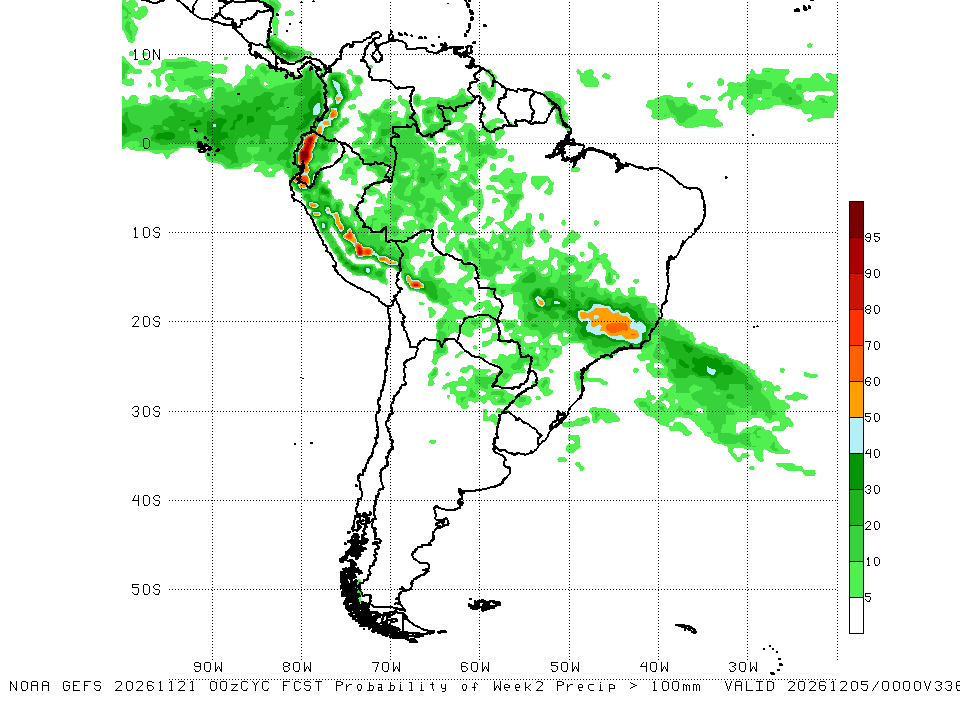 10N
0
10S
20S
30S
40S
50S
90W 80W 70W 60W 50W 40W 30W
95
90
80
70
60
50
40
30
20
10
5
NOAA GEFS 20261121 00zCYC FCST Probability of Week2 Precip > 100mm VALID 20261205/0000V336